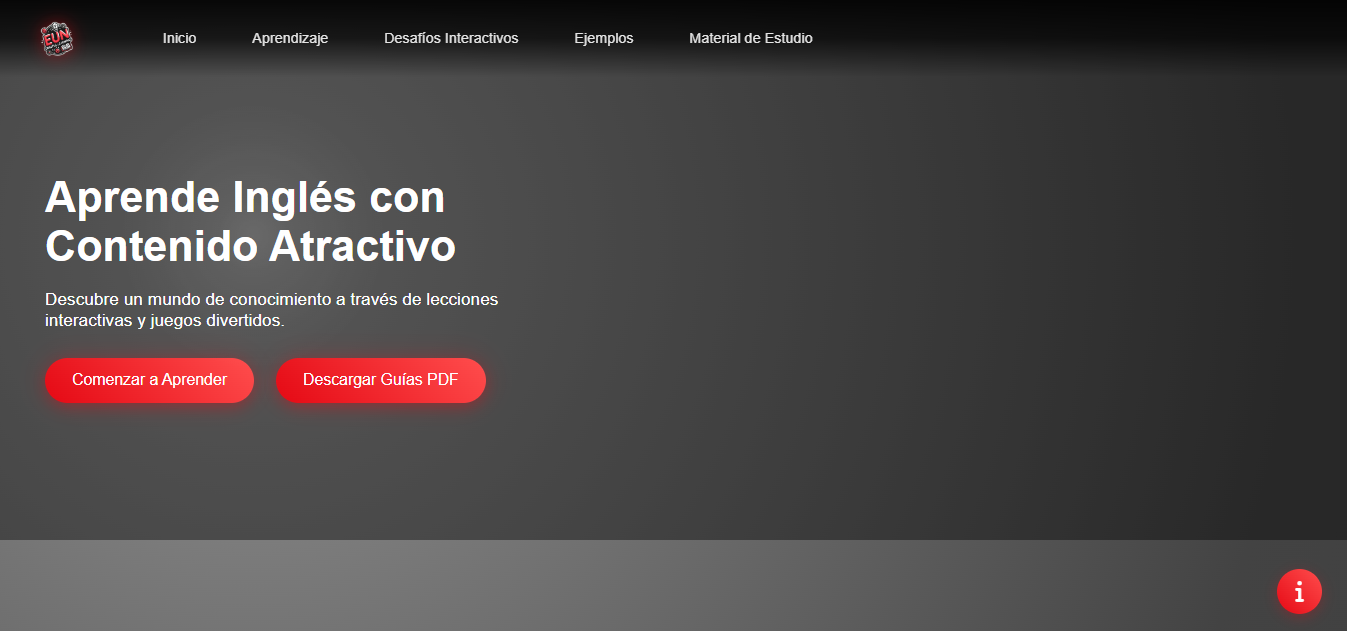 EUN
Inicio
Aprendizaje
Desafíos Interactivos
Ejemplos
Material de Estudio
Aprende Inglés con
Contenido Atractivo
Descubre un mundo de conocimiento a través de lecciones
interactivas y juegos divertidos.
Comenzar a Aprender
Descargar Guías PDF
i